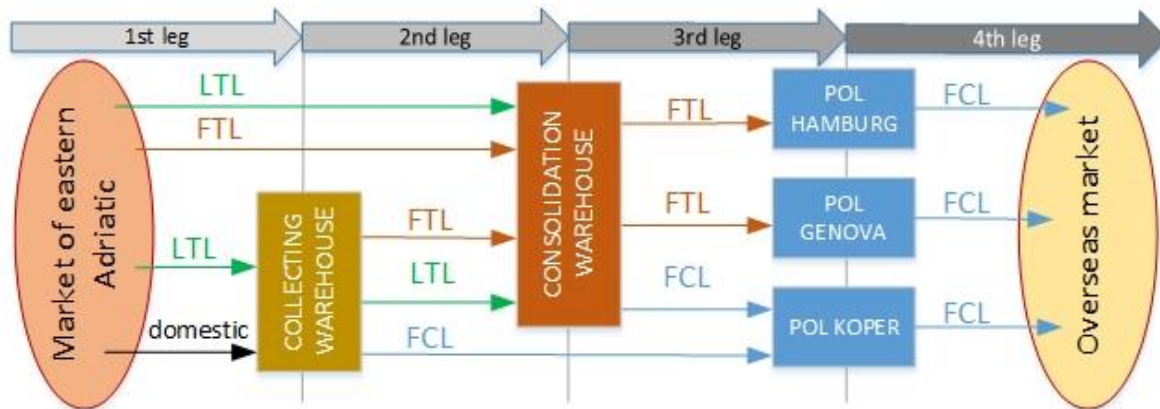 1st leg
2nd leg
3rd leg
4th leg
Market of eastern
Adriatic
LTL
FTL
LTL
domestic
COLLECTING
WAREHOUSE
FTL
LTL
FCL
CONSOLIDATION
WAREHOUSE
FTL
FTL
FCL
POL
HAMBURG
POL
GENOVA
POL KOPER
FCL
FCL
FCL
Overseas market